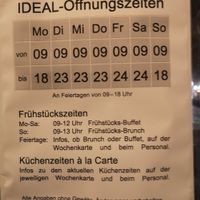 IDEAL-Öffnungszeiten
Mo Di Mi Do Fr Sa So
von 09 09 09 09 09 09 09
bis 18 23 23 23 24 24 18
An Feiertagen von 09–18 Uhr
Frühstückszeiten
Mo-Sa: 09-12 Uhr Frühstücks-Buffet
So: 09-13 Uhr Frühstücks-Brunch
Feiertage: Infos, ob Brunch oder Buffet, auf der
Wochenkarte und beim Personal.
Küchenzeiten à la Carte
Infos zu den aktuellen Küchenzeiten auf der
jeweiligen Wochenkarte und beim Personal.
Alle Angaben ohne